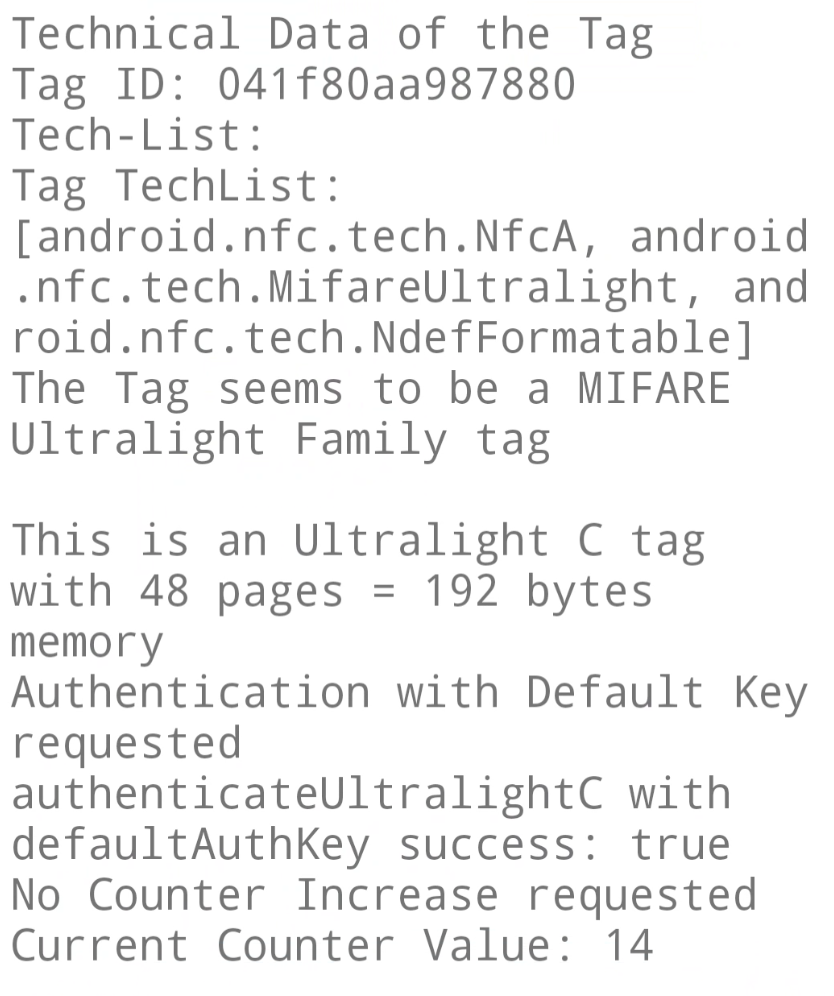 Technical Data of the Tag
Tag ID: 041f80aa987880
Tech-List:
Tag TechList:
[android.nfc.tech.NfcA, android
.nfc.tech.MifareUltralight, and
roid.nfc.tech.NdefFormatable]
The Tag seems to be a MIFARE
Ultralight Family tag

This is an Ultralight C tag
with 48 pages = 192 bytes
memory
Authentication with Default Key
requested
authenticateUltralightC with
defaultAuthKey success: true
No Counter Increase requested
Current Counter Value: 14